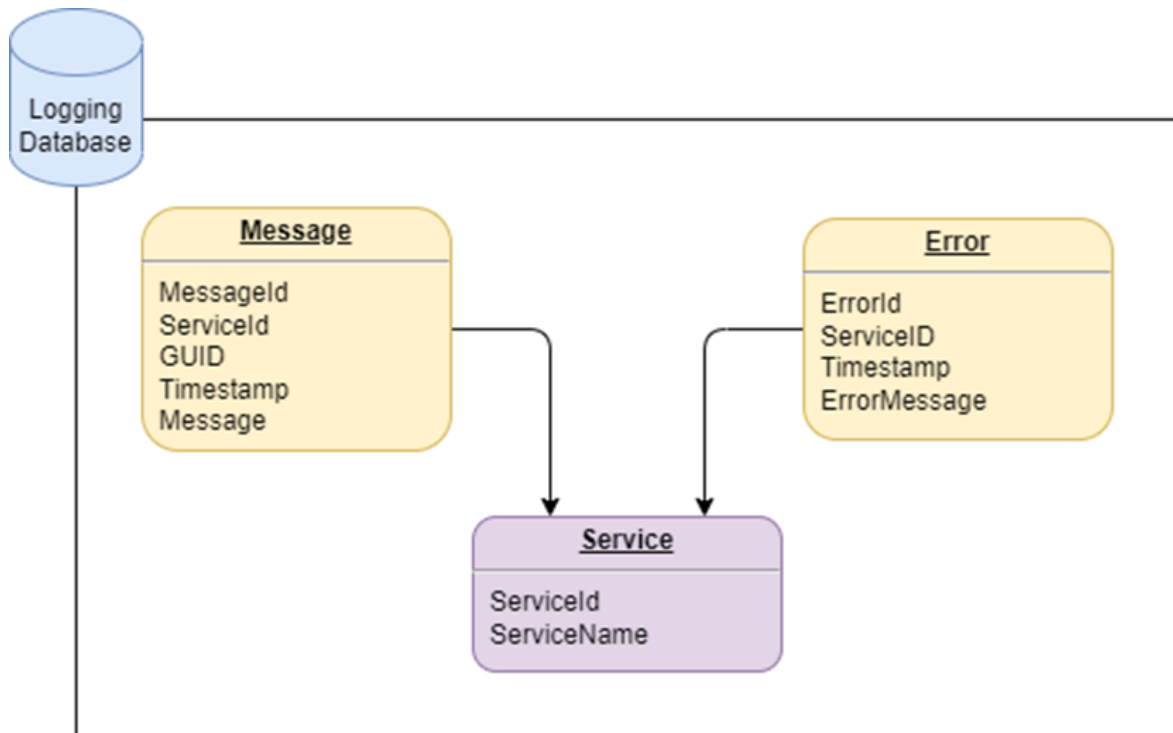 Logging
Database
Message
MessageId
ServiceId
GUID
Timestamp
Message
Error
ErrorId
ServiceID
Timestamp
ErrorMessage
Service
ServiceId
ServiceName